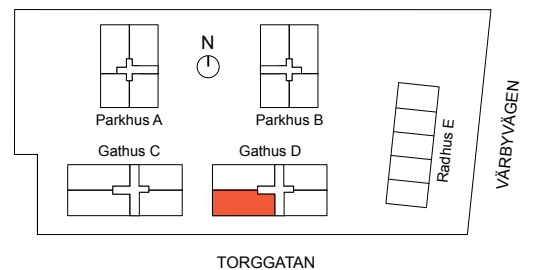 N
Parkhus A
Parkhus B
Gathus C
Gathus D
Radhus E
VÄRBYVÄGEN
TORGGATAN